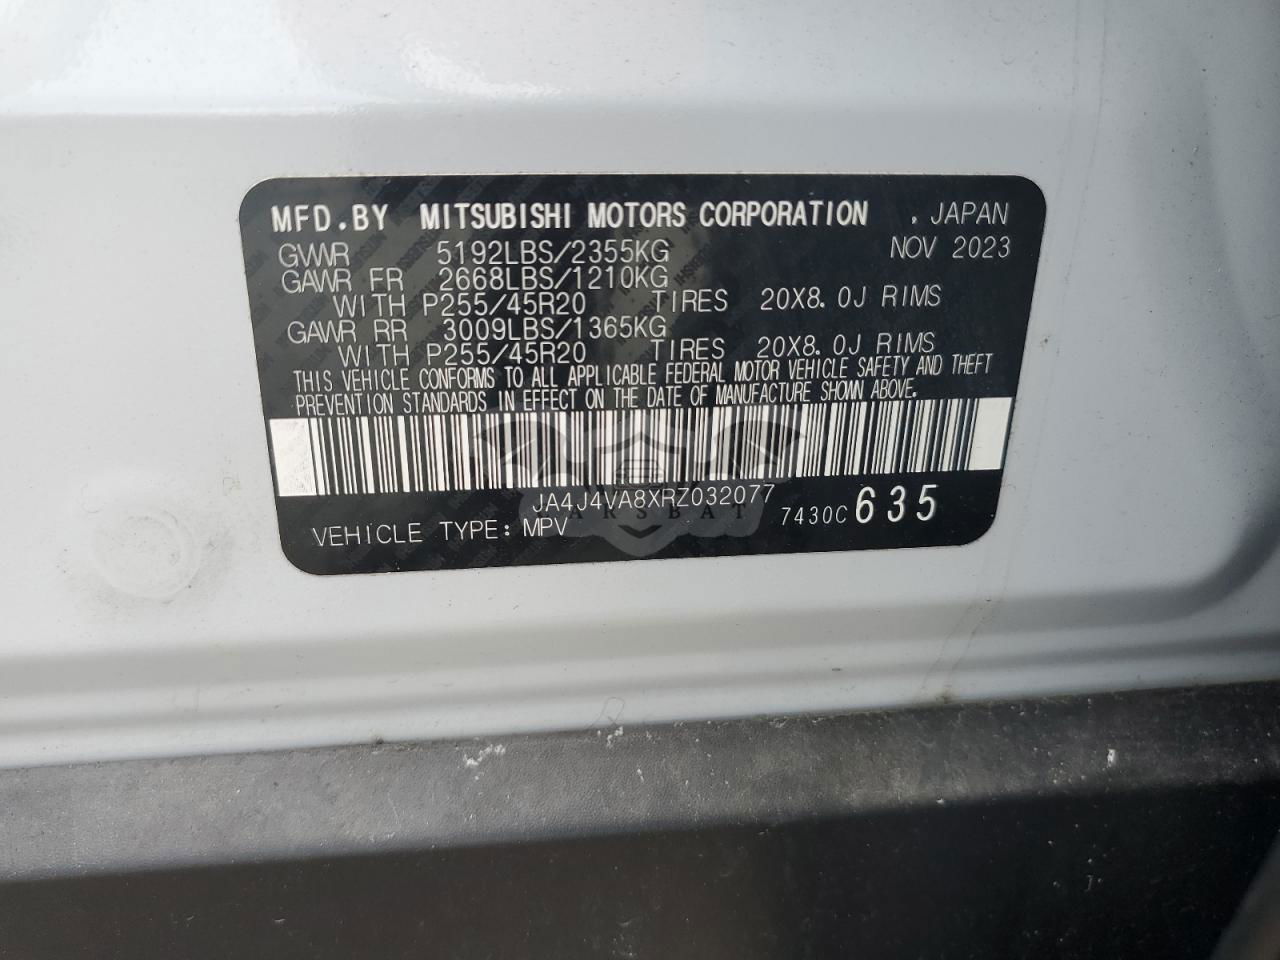 MFD.BY MITSUBISHI MOTORS CORPORATION . JAPAN
GVWR 5192LBS/2355KG NOV 2023
GAWR FR 2668LBS/1210KG
WITH P255/45R20 TIRES 20X8.0J RIMS
GAWR RR 3009LBS/1365KG
WITH P255/45R20 TIRES 20X8.0J RIMS
THIS VEHICLE CONFORMS TO ALL APPLICABLE FEDERAL MOTOR VEHICLE SAFETY AND THEFT
PREVENTION STANDARDS IN EFFECT ON THE DATE OF MANUFACTURE SHOWN ABOVE.
JA4J4VA8XRZ032077
VEHICLE TYPE: MPV 7430C 635
CARSBAT